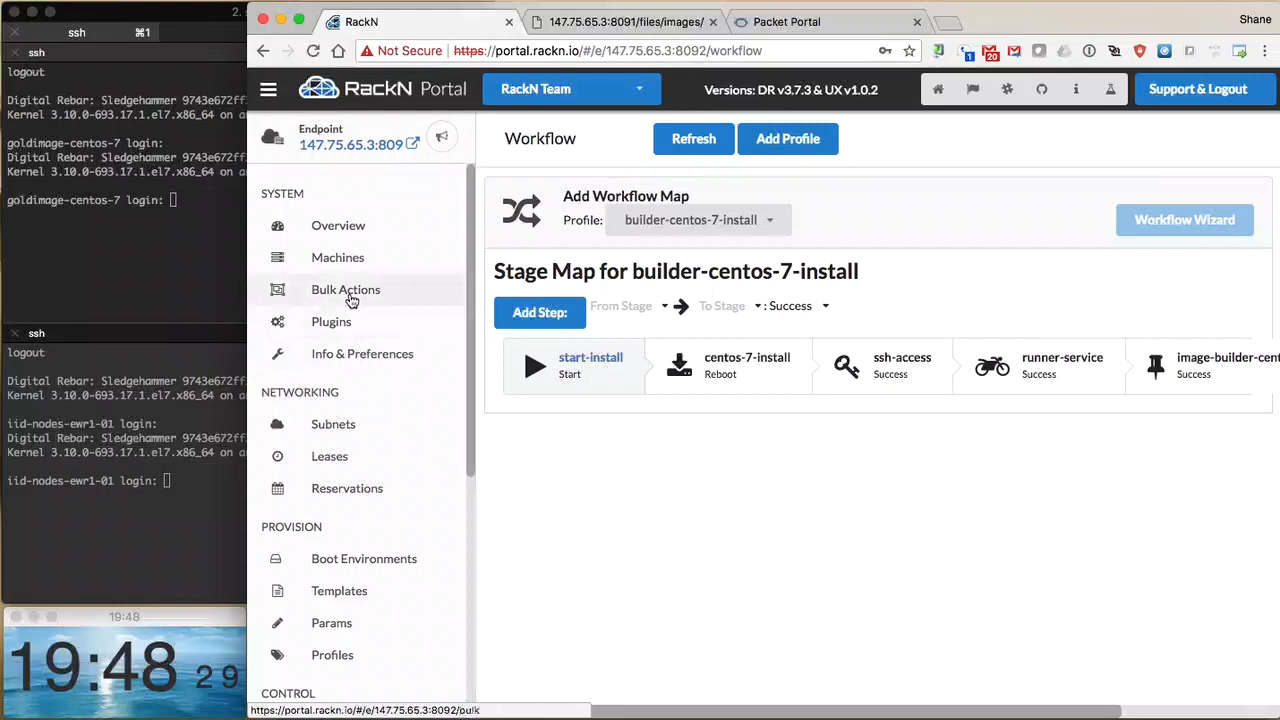 2.
ssh ⌘1
ssh
logout
Digital Rebar: Sledgehammer 9743e672ff
Kernel 3.10.0-693.17.1.el7.x86_64 on a
goldimage-centos-7 login:
Digital Rebar: Sledgehammer 9743e672ff
Kernel 3.10.0-693.17.1.el7.x86_64 on a
goldimage-centos-7 login:
ssh
logout
Digital Rebar: Sledgehammer 9743e672ff
Kernel 3.10.0-693.17.1.el7.x86_64 on a
iid-nodes-ewr1-01 login:
Digital Rebar: Sledgehammer 9743e672ff
Kernel 3.10.0-693.17.1.el7.x86_64 on a
iid-nodes-ewr1-01 login:
19:48
19:48 29
RackN
147.75.65.3:8091/files/images/
Packet Portal
Shane
Not Secure https://portal.rackn.io/#/e/147.75.65.3:8092/workflow
1
20
RackN Portal
RackN Team
Versions: DR v3.7.3 & UX v1.0.2
Support & Logout
Endpoint
147.75.65.3:809
SYSTEM
Overview
Machines
Bulk Actions
Plugins
Info & Preferences
NETWORKING
Subnets
Leases
Reservations
PROVISION
Boot Environments
Templates
Params
Profiles
CONTROL
https://portal.rackn.io/#/e/147.75.65.3:8092/bulk
Workflow
Refresh
Add Profile
Add Workflow Map
Profile: builder-centos-7-install
Workflow Wizard
Stage Map for builder-centos-7-install
Add Step: From Stage To Stage : Success
start-install
Start
centos-7-install
Reboot
ssh-access
Success
runner-service
Success
image-builder-cent
Success